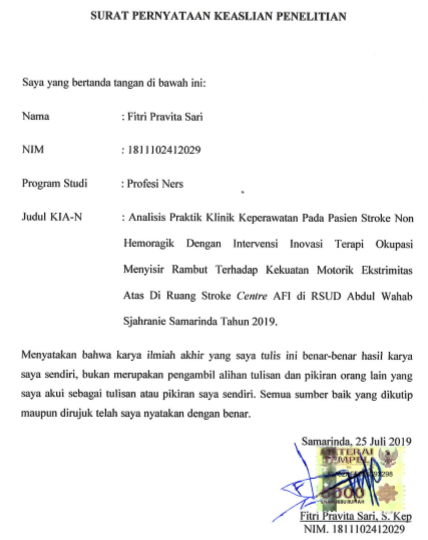 SURAT PERNYATAAN KEASLIAN PENELITIAN
Saya yang bertanda tangan di bawah ini:
Nama : Fitri Pravita Sari
NIM : 1811102412029
Program Studi : Profesi Ners
Judul KIA-N : Analisis Praktik Klinik Keperawatan Pada Pasien Stroke Non
Hemoragik Dengan Intervensi Inovasi Terapi Okupasi
Menyisir Rambut Terhadap Kekuatan Motorik Ekstrimitas
Atas Di Ruang Stroke Centre AFI di RSUD Abdul Wahab
Sjahranie Samarinda Tahun 2019.
Menyatakan bahwa karya ilmiah akhir yang saya tulis ini benar-benar hasil karya
saya sendiri, bukan merupakan pengambil alihan tulisan dan pikiran orang lain yang
saya akui sebagai tulisan atau pikiran saya sendiri. Semua sumber baik yang dikutip
maupun dirujuk telah saya nyatakan dengan benar.
Samarinda, 25 Juli 2019
METERAI
TEMPEL
Fitri Pravita Sari, S. Kep
NIM. 1811102412029